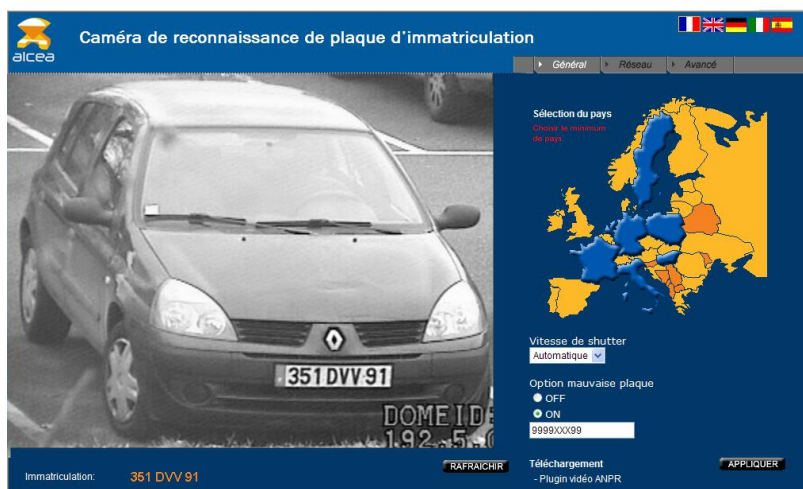 alcea
Caméra de reconnaissance de plaque d'immatriculation
Général
Réseau
Avancé
Sélection du pays
Choisir le minimum
de pays
351 DVV 91
DOMEID
192.5.
Vitesse de shutter
Automatique
Option mauvaise plaque
OFF
ON
9999XXX99
Immatriculation: 351 DVV 91
RAFRAICHIR
Téléchargement
- Plugin vidéo ANPR
APPLIQUER